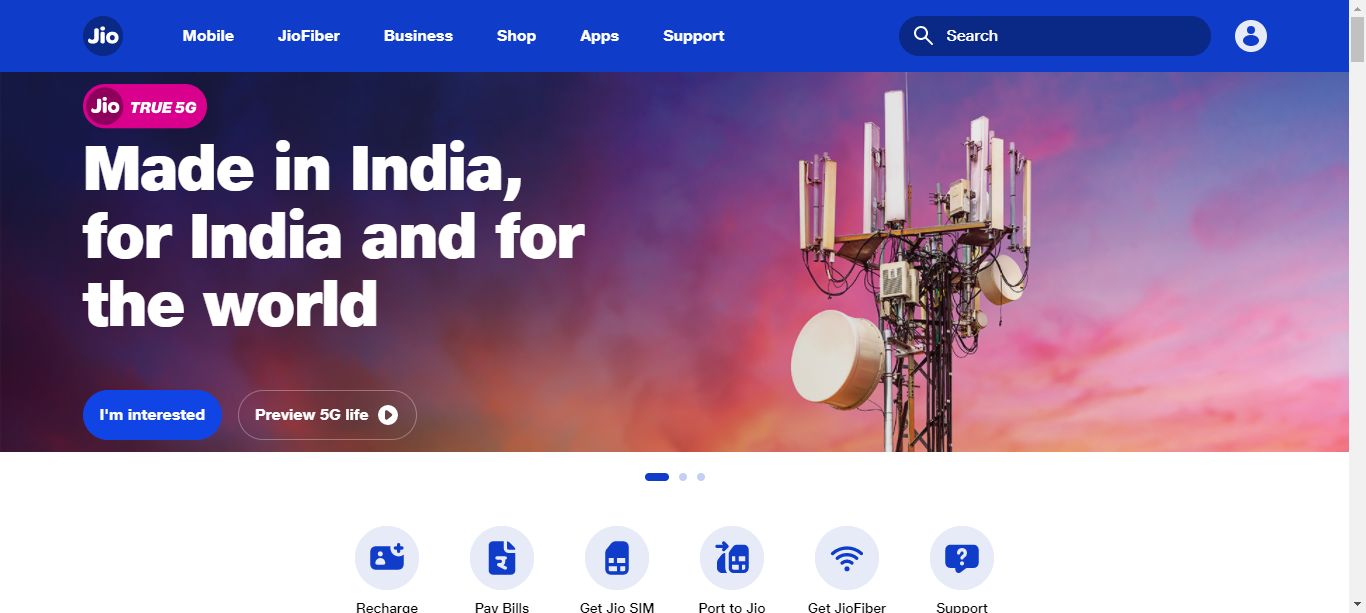 Jio
Mobile
JioFiber
Business
Shop
Apps
Support
Search
Jio TRUE 5G
Made in India,
for India and for
the world
I'm interested
Preview 5G life
Recharge
Pay Bills
Get Jio SIM
Port to Jio
Get JioFiber
Support